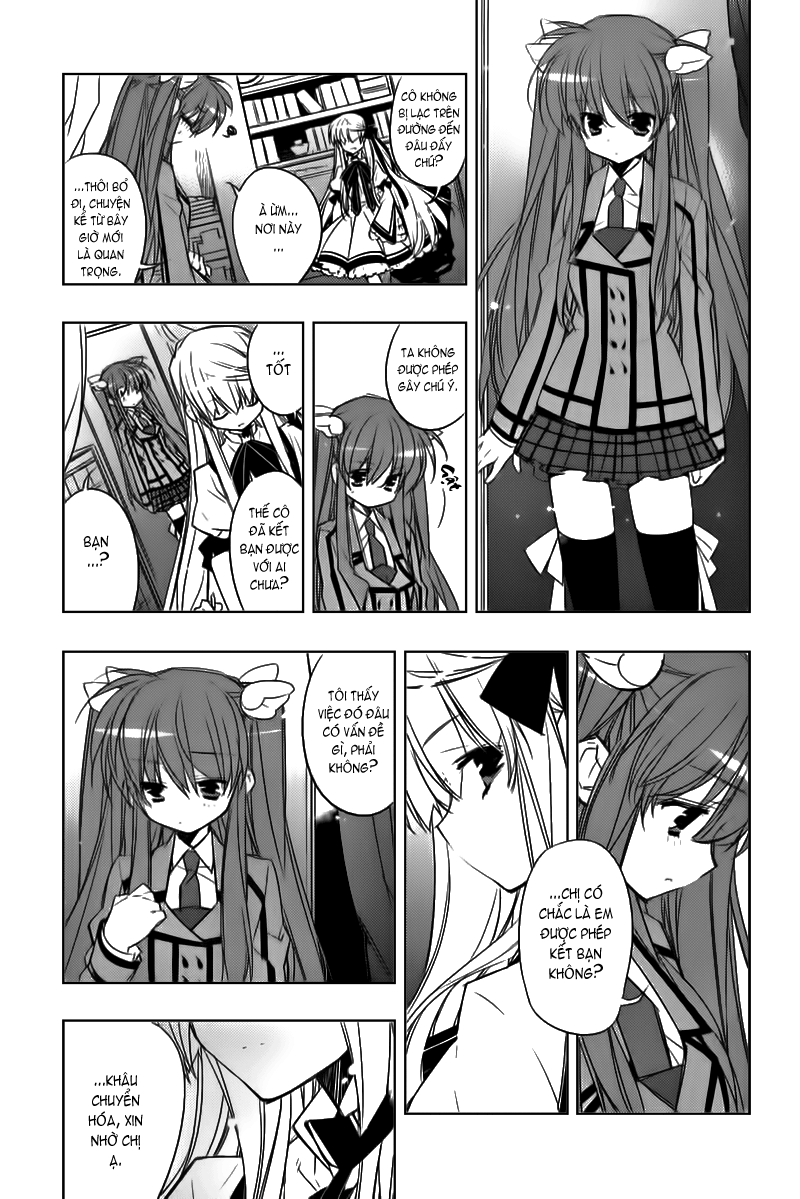 CÔ KHÔNG
BỊ LẠC TRÊN
ĐƯỜNG ĐẾN
ĐÂU ĐẤY
CHỨ?
À ỪM...
NƠI NÀY
...
...THÔI BỎ
ĐI, CHUYỆN
KỂ TỪ BÂY
GIỜ MỚI
LÀ QUAN
TRỌNG.
TA KHÔNG
ĐƯỢC PHÉP
GÂY CHÚ Ý.
Gật
...
TỐT
THẾ CÔ
ĐÃ KẾT
BẠN ĐƯỢC
VỚI AI
CHƯA?
BẠN
...?
...CHỊ CÓ
CHẮC LÀ EM
ĐƯỢC PHÉP
KẾT BẠN
KHÔNG?
TÔI THẤY
VIỆC ĐÓ ĐÂU
CÓ VẤN ĐỀ
GÌ, PHẢI
KHÔNG?
...KHÂU
CHUYỂN
HÓA, XIN
NHỜ CHỊ
Ạ.